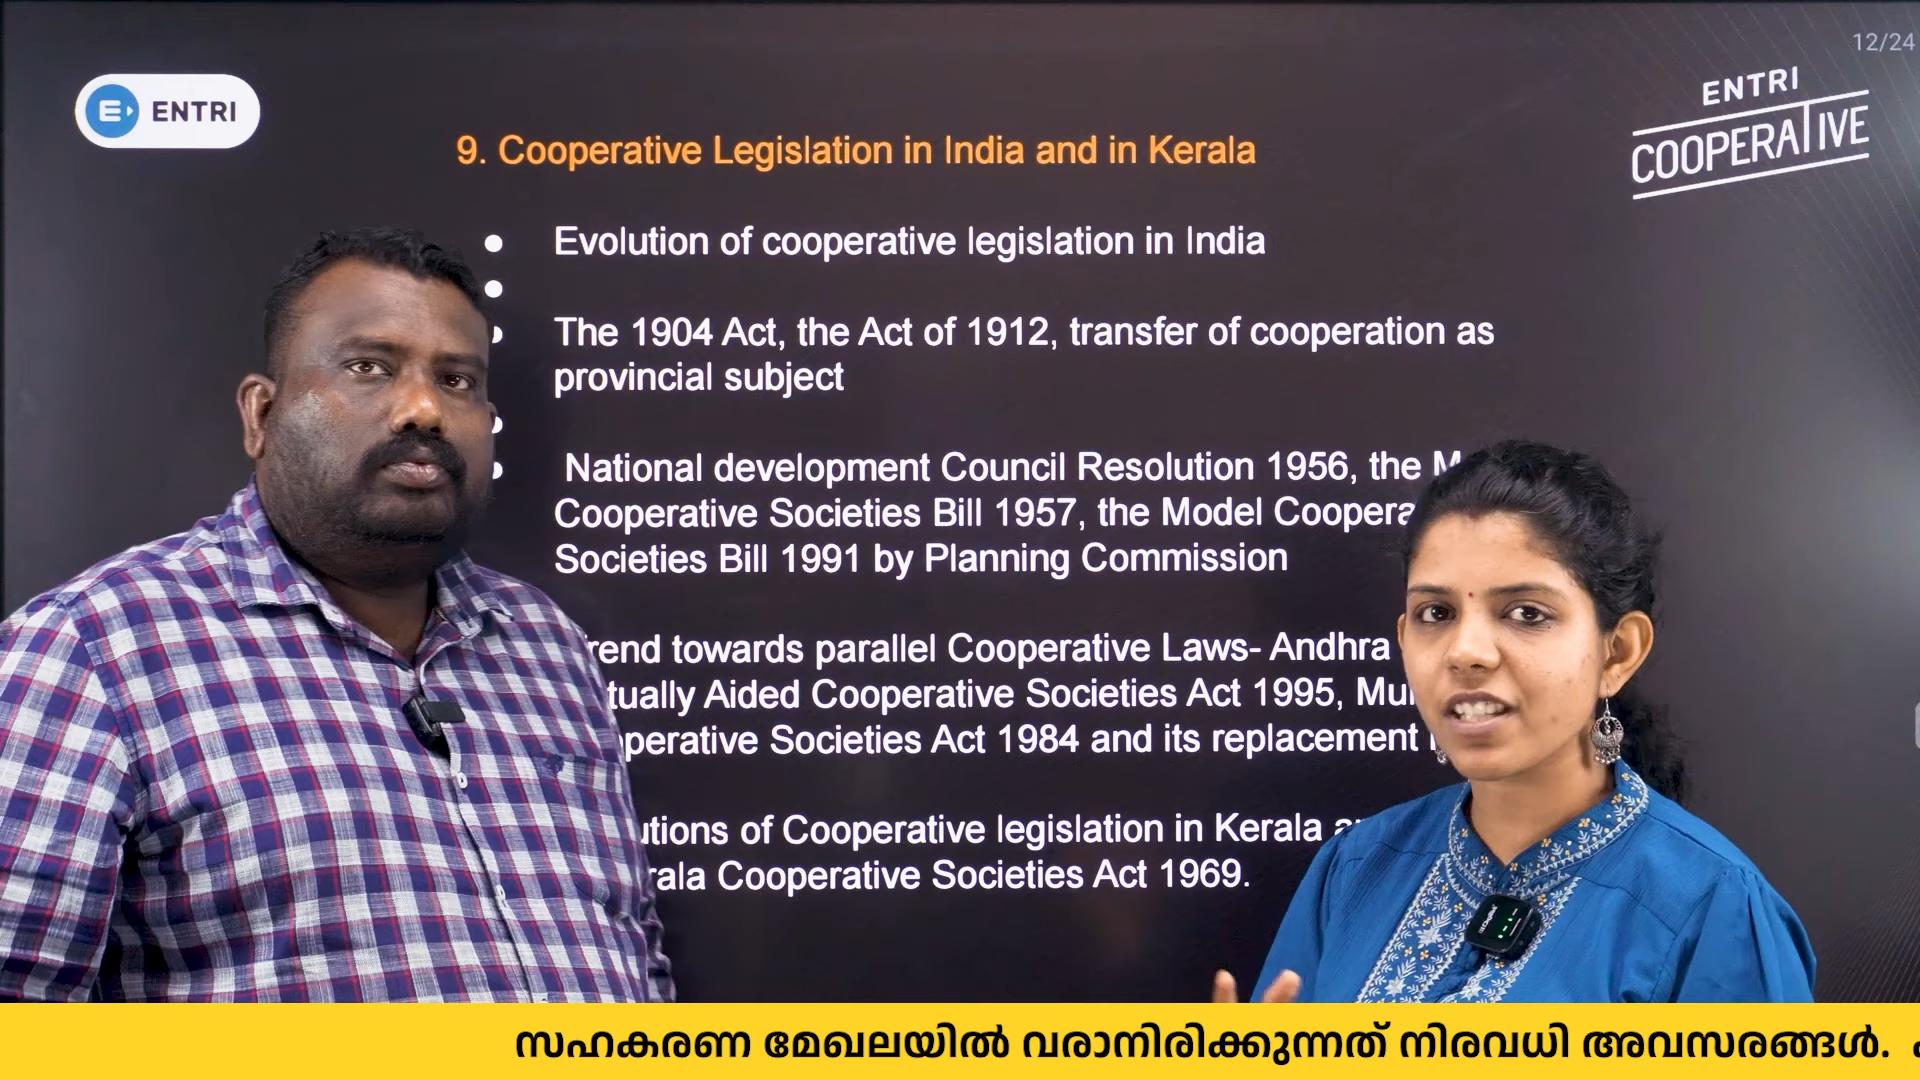 12/24
ENTRI
ENTRI
COOPERATIVE
9. Cooperative Legislation in India and in Kerala
Evolution of cooperative legislation in India
The 1904 Act, the Act of 1912, transfer of cooperation as
provincial subject
National development Council Resolution 1956, the
Cooperative Societies Bill 1957, the Model
Societies Bill 1991 by Planning Commission
towards parallel Cooperative Laws- Andhra
Aided Cooperative Societies Act 1995,
Societies Act 1984 and its replacement
of Cooperative legislation in Kerala
Cooperative Societies Act 1969.
സഹകരണ മേഖലയിൽ വരാനിരിക്കുന്നത് നിരവധി അവസരങ്ങൾ.